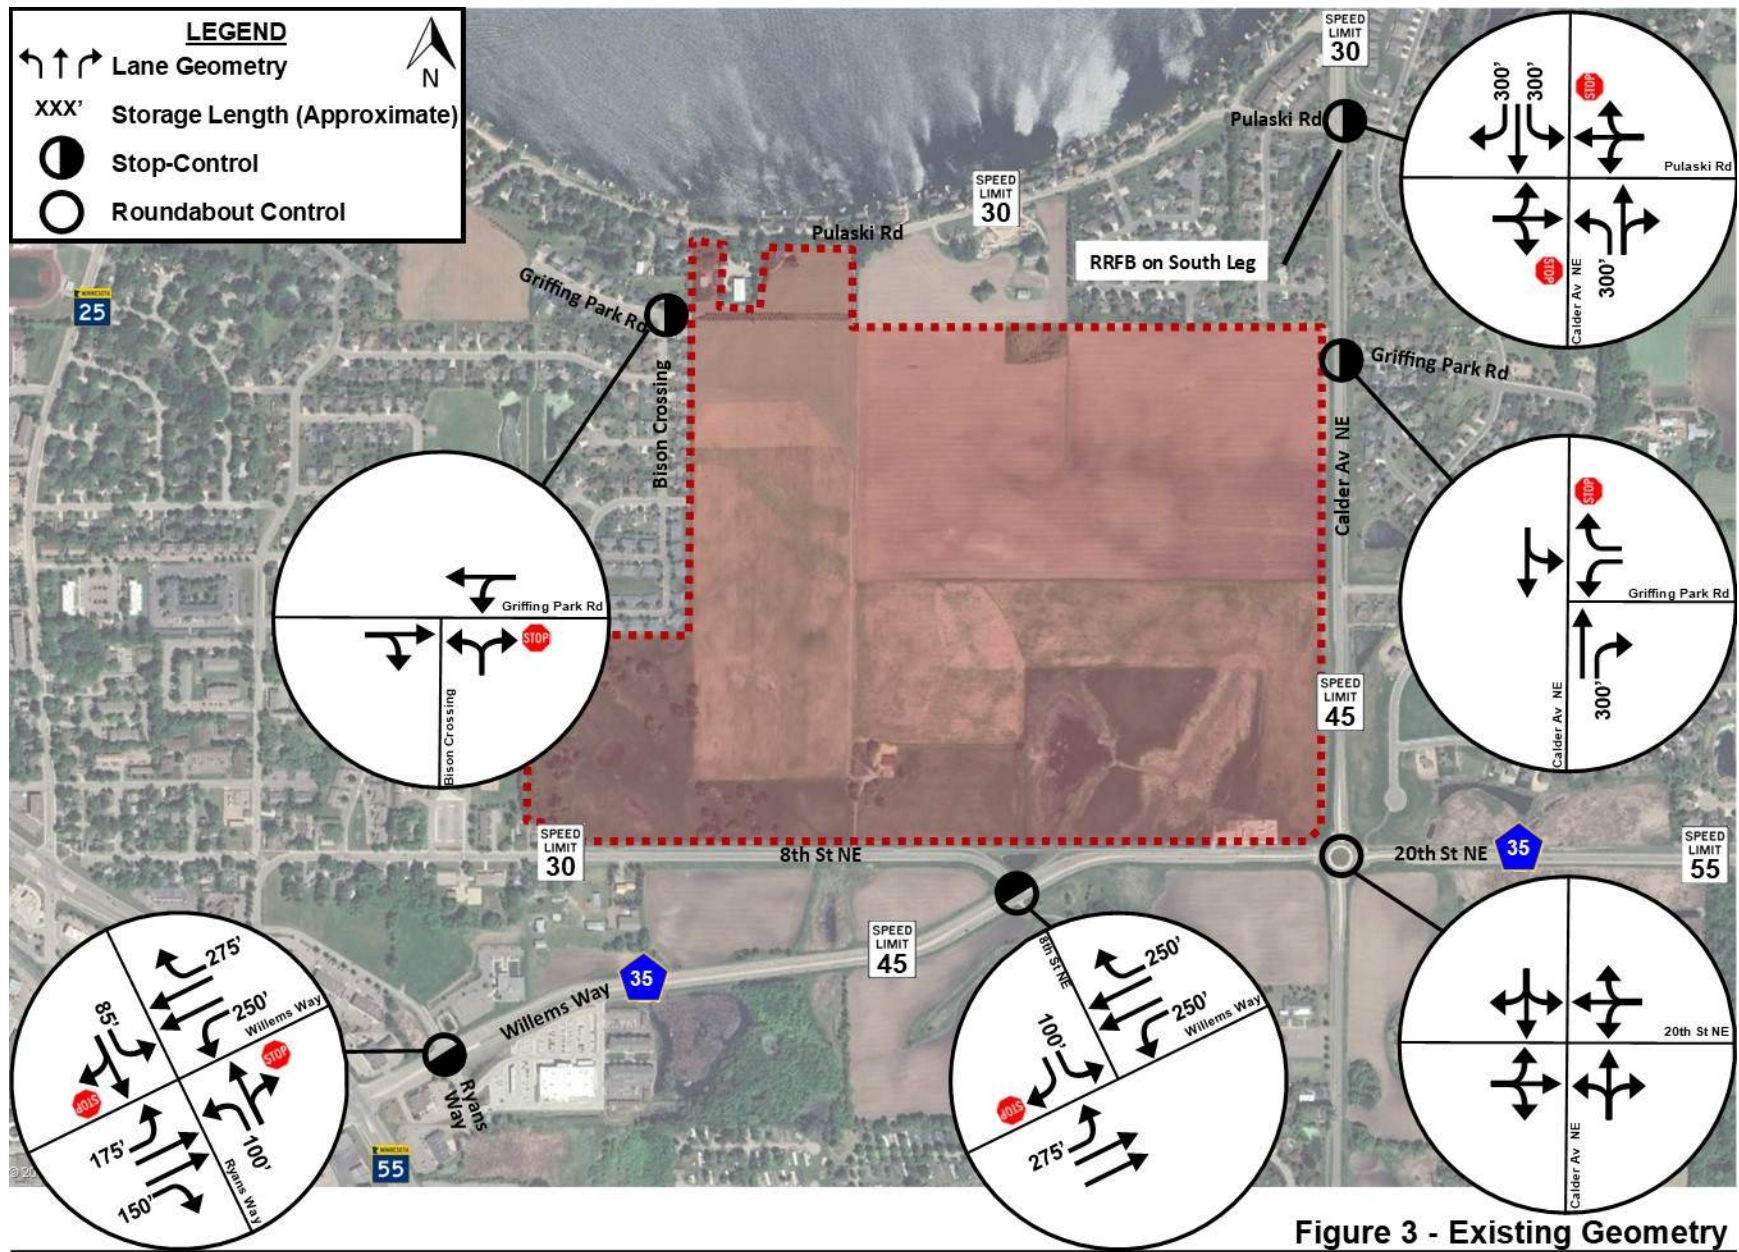 LEGEND
Lane Geometry
N
XXX' Storage Length (Approximate)
Stop-Control
Roundabout Control
SPEED
LIMIT
30
Pulaski Rd
300'
300'
STOP
Pulaski Rd
STOP
300'
Calder Av NE
SPEED
LIMIT
30
Pulaski Rd
RRFB on South Leg
Griffing Park Rd
MINNESOTA
25
Bison Crossing
Griffing Park Rd
Calder Av NE
Griffing Park Rd
STOP
Bison Crossing
STOP
Griffing Park Rd
300'
Calder Av NE
SPEED
LIMIT
45
SPEED
LIMIT
30
8th St NE
20th St NE
35
SPEED
LIMIT
55
SPEED
LIMIT
45
35
Willems Way
Ryans
Way
MINNESOTA
55
275'
250'
Willems Way
85'
STOP
STOP
175'
100'
150'
Ryans Way
8th St NE
250'
250'
Willems Way
100'
STOP
275'
20th St NE
Calder Av NE
© 20
Figure 3 - Existing Geometry